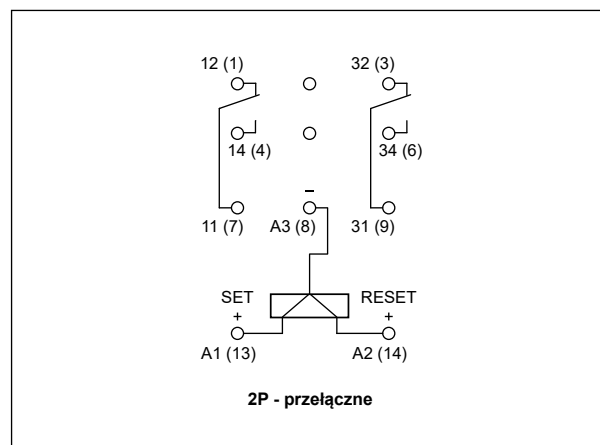 12 (1) 32 (3)
14 (4) 34 (6)
–
11 (7) A3 (8) 31 (9)
SET RESET
+ +
A1 (13) A2 (14)
2P - przełączne